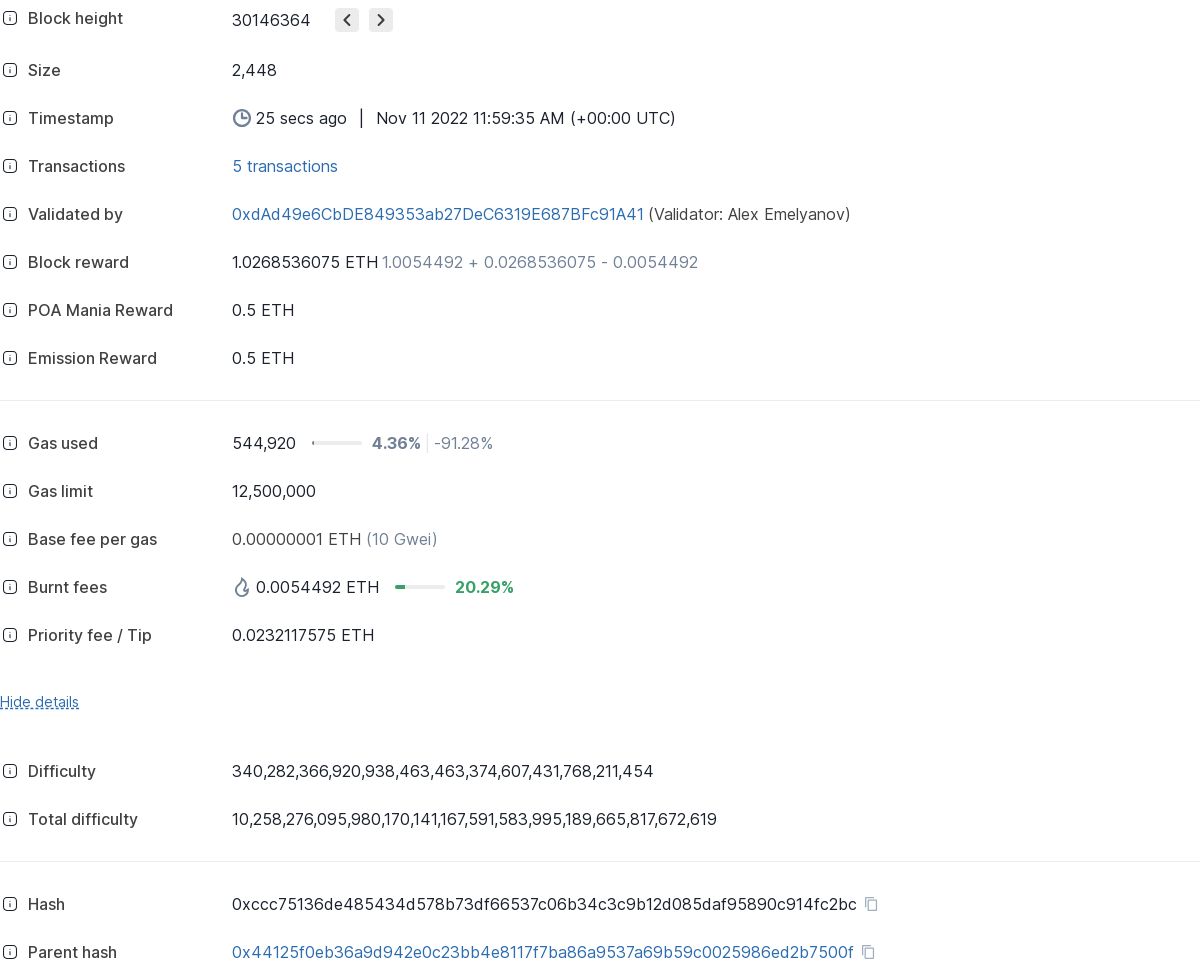 Block height 30146364
Size 2,448
Timestamp 25 secs ago | Nov 11 2022 11:59:35 AM (+00:00 UTC)
Transactions 5 transactions
Validated by 0xdAd49e6CbDE849353ab27DeC6319E687BFc91A41 (Validator: Alex Emelyanov)
Block reward 1.0268536075 ETH 1.0054492 + 0.0268536075 - 0.0054492
POA Mania Reward 0.5 ETH
Emission Reward 0.5 ETH
Gas used 544,920 4.36% -91.28%
Gas limit 12,500,000
Base fee per gas 0.00000001 ETH (10 Gwei)
Burnt fees 0.0054492 ETH 20.29%
Priority fee / Tip 0.0232117575 ETH
Hide details
Difficulty 340,282,366,920,938,463,463,374,607,431,768,211,454
Total difficulty 10,258,276,095,980,170,141,167,591,583,995,189,665,817,672,619
Hash 0xccc75136de485434d578b73df66537c06b34c3c9b12d085daf95890c914fc2bc
Parent hash 0x44125f0eb36a9d942e0c23bb4e8117f7ba86a9537a69b59c0025986ed2b7500f